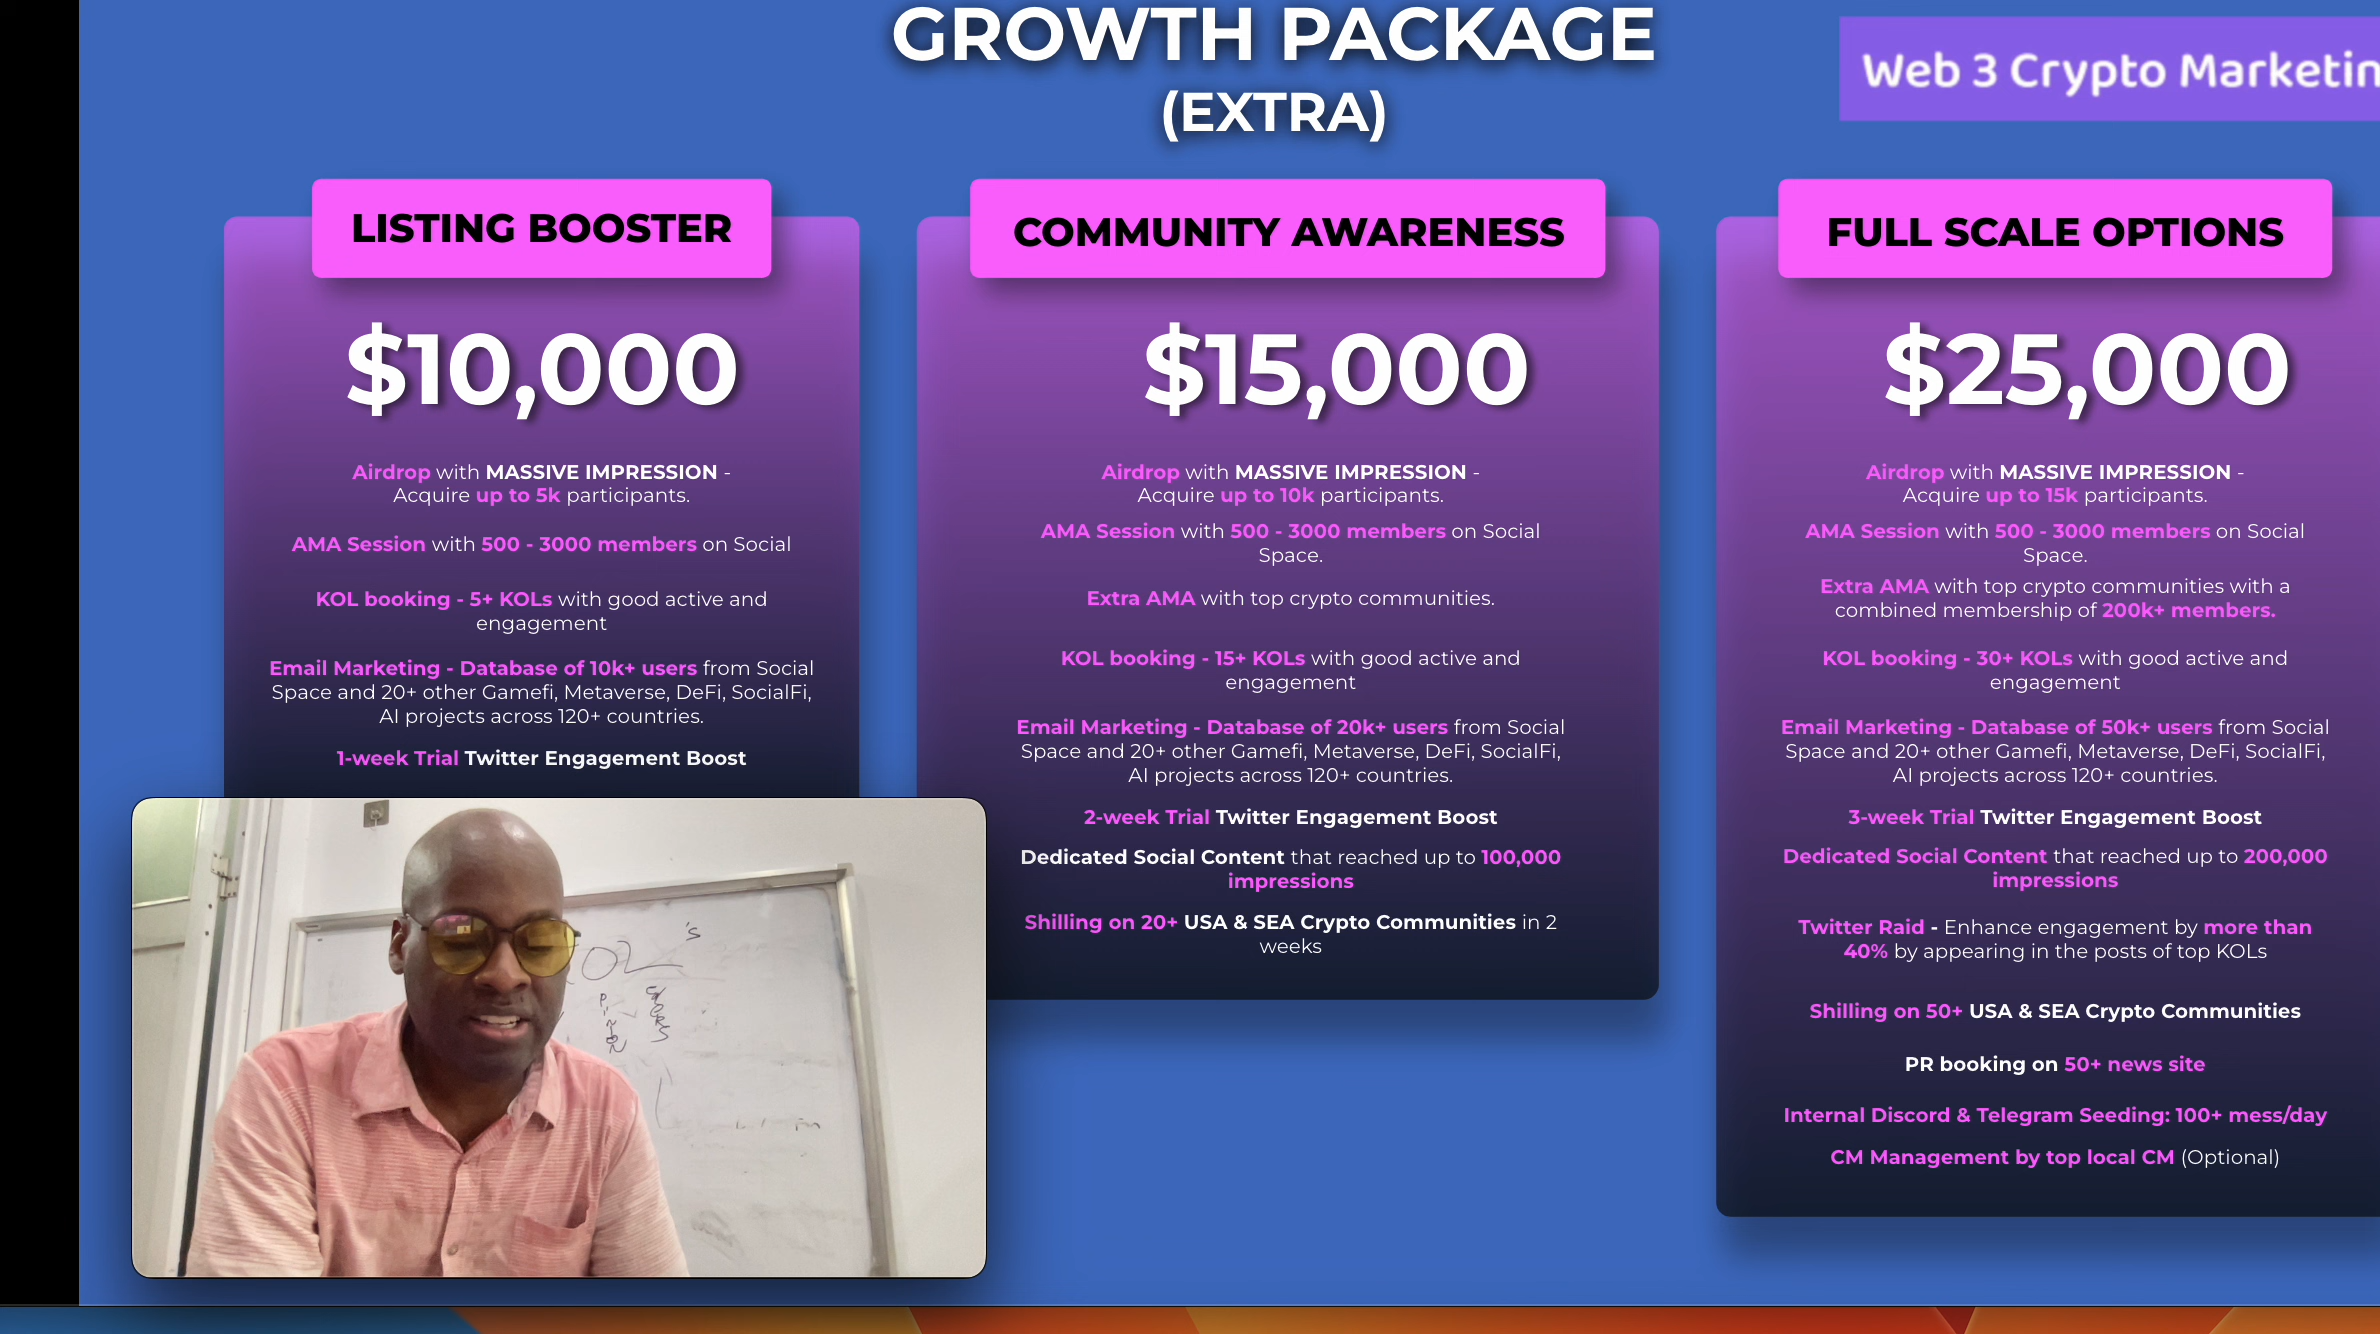 GROWTH PACKAGE
(EXTRA)
Web 3 Crypto Marketin
LISTING BOOSTER
$10,000
Airdrop with MASSIVE IMPRESSION -
Acquire up to 5k participants.
AMA Session with 500 - 3000 members on Social
KOL booking - 5+ KOLs with good active and
engagement
Email Marketing - Database of 10k+ users from Social
Space and 20+ other Gamefi, Metaverse, DeFi, SocialFi,
AI projects across 120+ countries.
1-week Trial Twitter Engagement Boost
COMMUNITY AWARENESS
$15,000
Airdrop with MASSIVE IMPRESSION -
Acquire up to 10k participants.
AMA Session with 500 - 3000 members on Social
Space.
Extra AMA with top crypto communities.
KOL booking - 15+ KOLs with good active and
engagement
Email Marketing - Database of 20k+ users from Social
Space and 20+ other Gamefi, Metaverse, DeFi, SocialFi,
AI projects across 120+ countries.
2-week Trial Twitter Engagement Boost
Dedicated Social Content that reached up to 100,000
impressions
Shilling on 20+ USA & SEA Crypto Communities in 2
weeks
FULL SCALE OPTIONS
$25,000
Airdrop with MASSIVE IMPRESSION -
Acquire up to 15k participants.
AMA Session with 500 - 3000 members on Social
Space.
Extra AMA with top crypto communities with a
combined membership of 200k+ members.
KOL booking - 30+ KOLs with good active and
engagement
Email Marketing - Database of 50k+ users from Social
Space and 20+ other Gamefi, Metaverse, DeFi, SocialFi,
AI projects across 120+ countries.
3-week Trial Twitter Engagement Boost
Dedicated Social Content that reached up to 200,000
impressions
Twitter Raid - Enhance engagement by more than
40% by appearing in the posts of top KOLs
Shilling on 50+ USA & SEA Crypto Communities
PR booking on 50+ news site
Internal Discord & Telegram Seeding: 100+ mess/day
CM Management by top local CM (Optional)